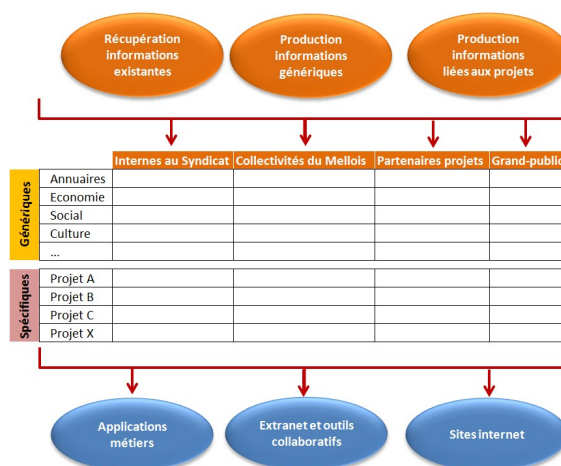 Récupération
informations
existantes
Production
informations
génériques
Production
informations
liées aux projets
Internes au Syndicat Collectivités du Mellois Partenaires projets Grand-public
Génériques
Annuaires
Economie
Social
Culture
...
Spécifiques
Projet A
Projet B
Projet C
Projet X
Applications
métiers
Extranet et outils
collaboratifs
Sites internet